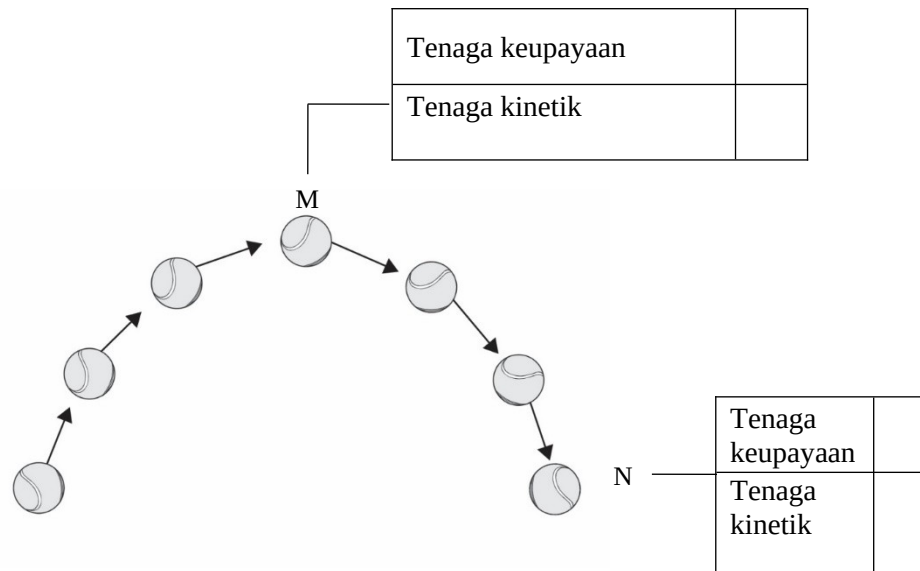 Tenaga keupayaan
Tenaga kinetik
M
N
Tenaga
keupayaan
Tenaga
kinetik